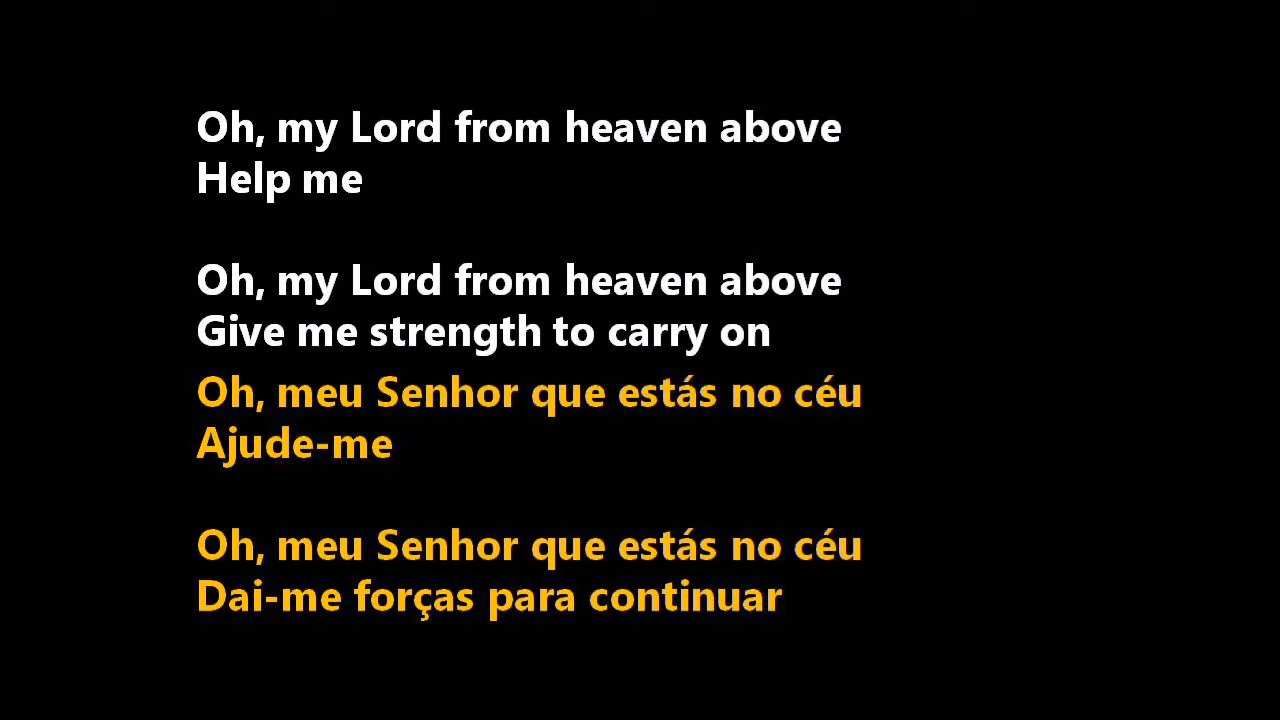 Oh, my Lord from heaven above
Help me
Oh, my Lord from heaven above
Give me strength to carry on
Oh, meu Senhor que estás no céu
Ajude-me
Oh, meu Senhor que estás no céu
Dai-me forças para continuar